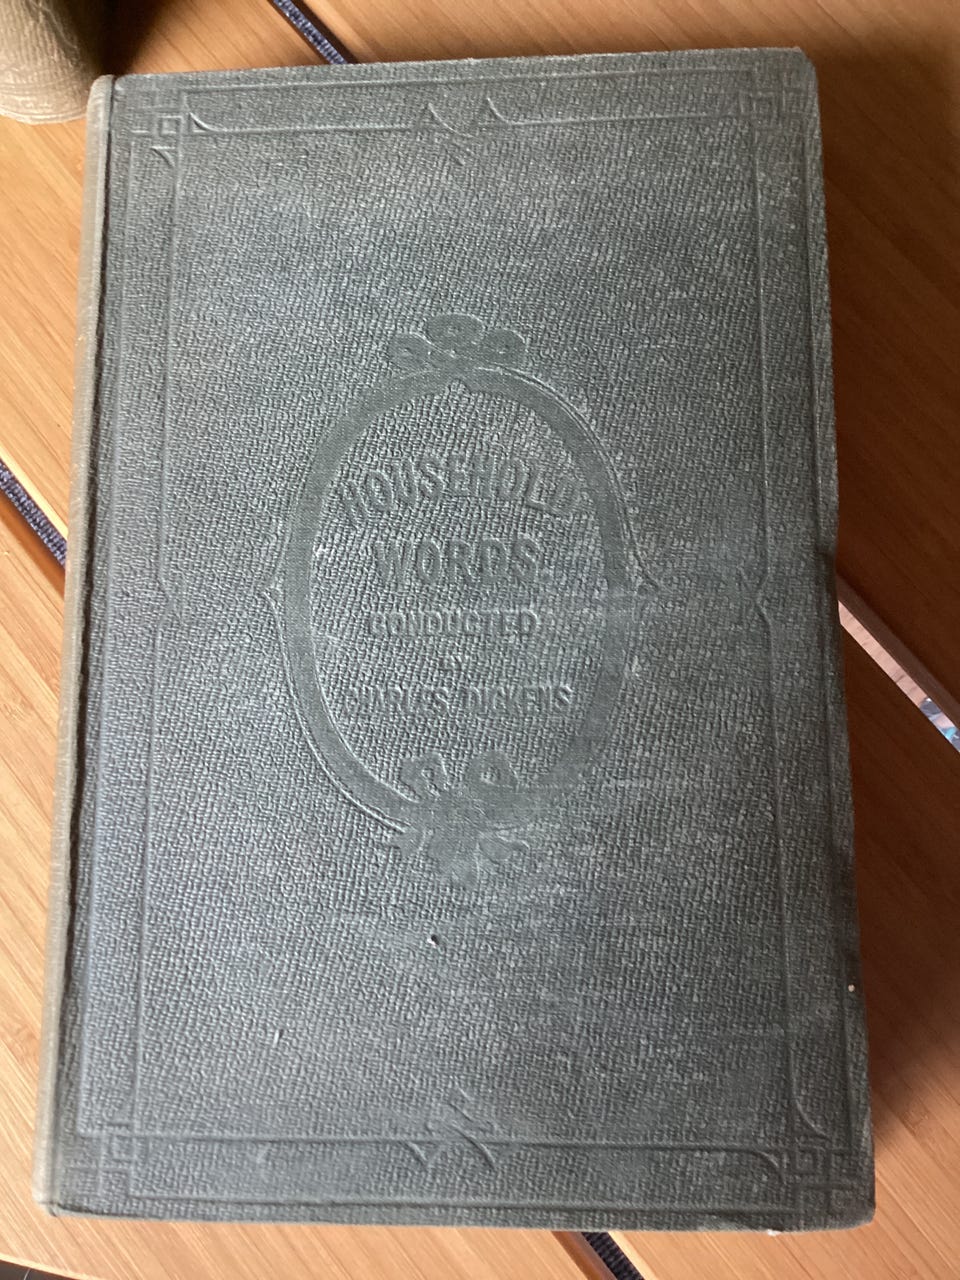 HOUSEHOLD
WORDS
CONDUCTED
BY
CHARLES DICKENS